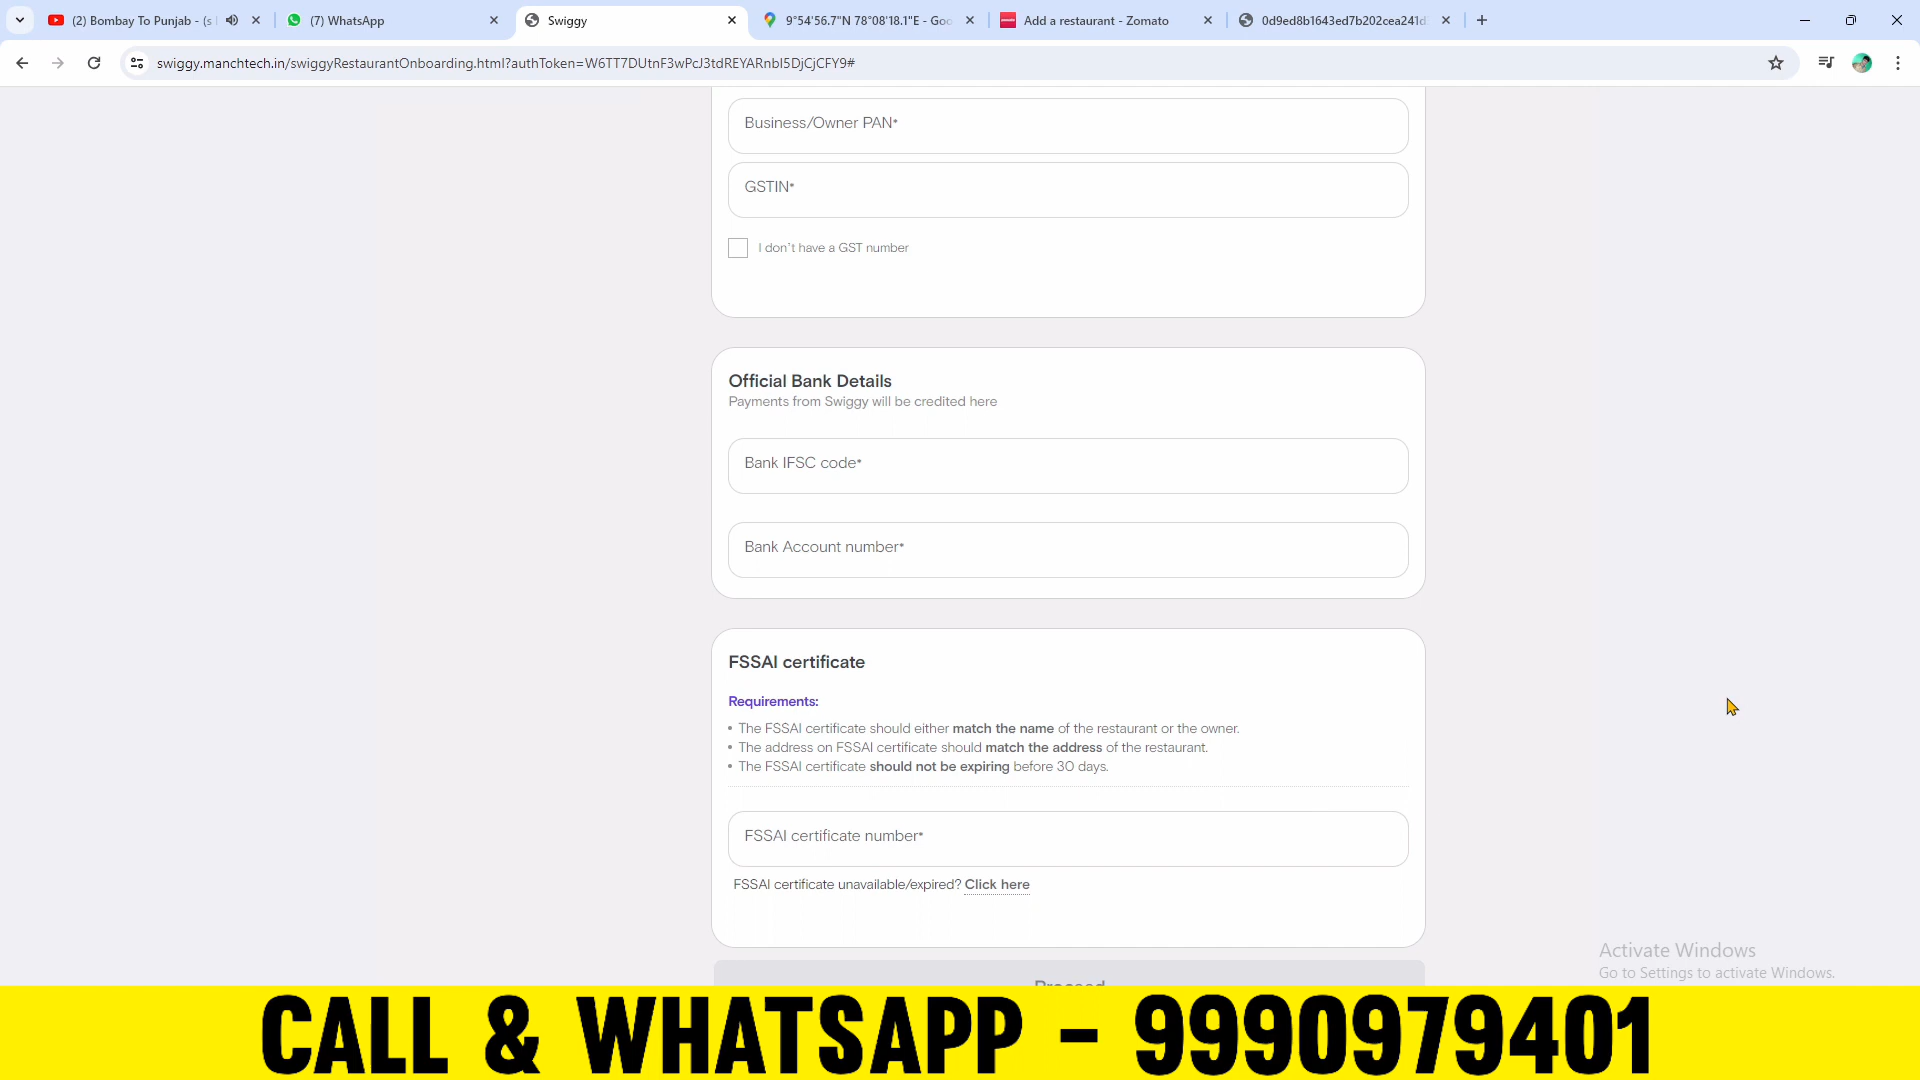 (2) Bombay To Punjab - (s
(7) WhatsApp
Swiggy
9°54'56.7"N 78°08'18.1"E - Goo
Add a restaurant - Zomato
0d9ed8b1643ed7b202cea241d
swiggy.manchtech.in/swiggyRestaurantOnboarding.html?authToken=W6TT7DUtnF3wPcJ3tdREYARnbI5DjCjCFY9#
Business/Owner PAN*
GSTIN*
I don't have a GST number
Official Bank Details
Payments from Swiggy will be credited here
Bank IFSC code*
Bank Account number*
FSSAI certificate
Requirements:
• The FSSAI certificate should either match the name of the restaurant or the owner.
• The address on FSSAI certificate should match the address of the restaurant.
• The FSSAI certificate should not be expiring before 30 days.
FSSAI certificate number*
FSSAI certificate unavailable/expired? Click here
Proceed
Activate Windows
Go to Settings to activate Windows.
CALL & WHATSAPP - 9990979401